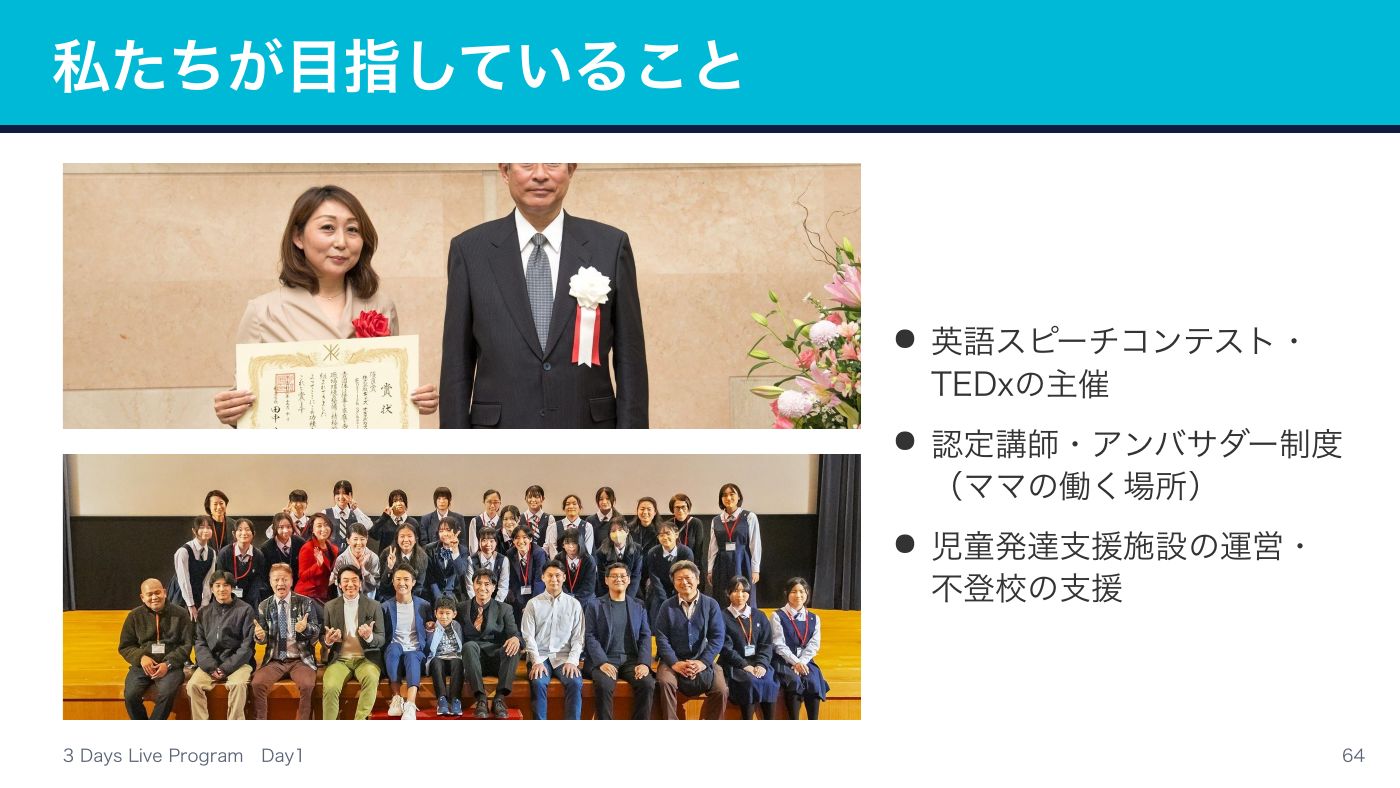 私たちが目指していること
賞状
英語スピーチコンテスト・
TEDxの主催
認定講師・アンバサダー制度
（ママの働く場所）
児童発達支援施設の運営・
不登校の支援
3 Days Live Program　Day1
64